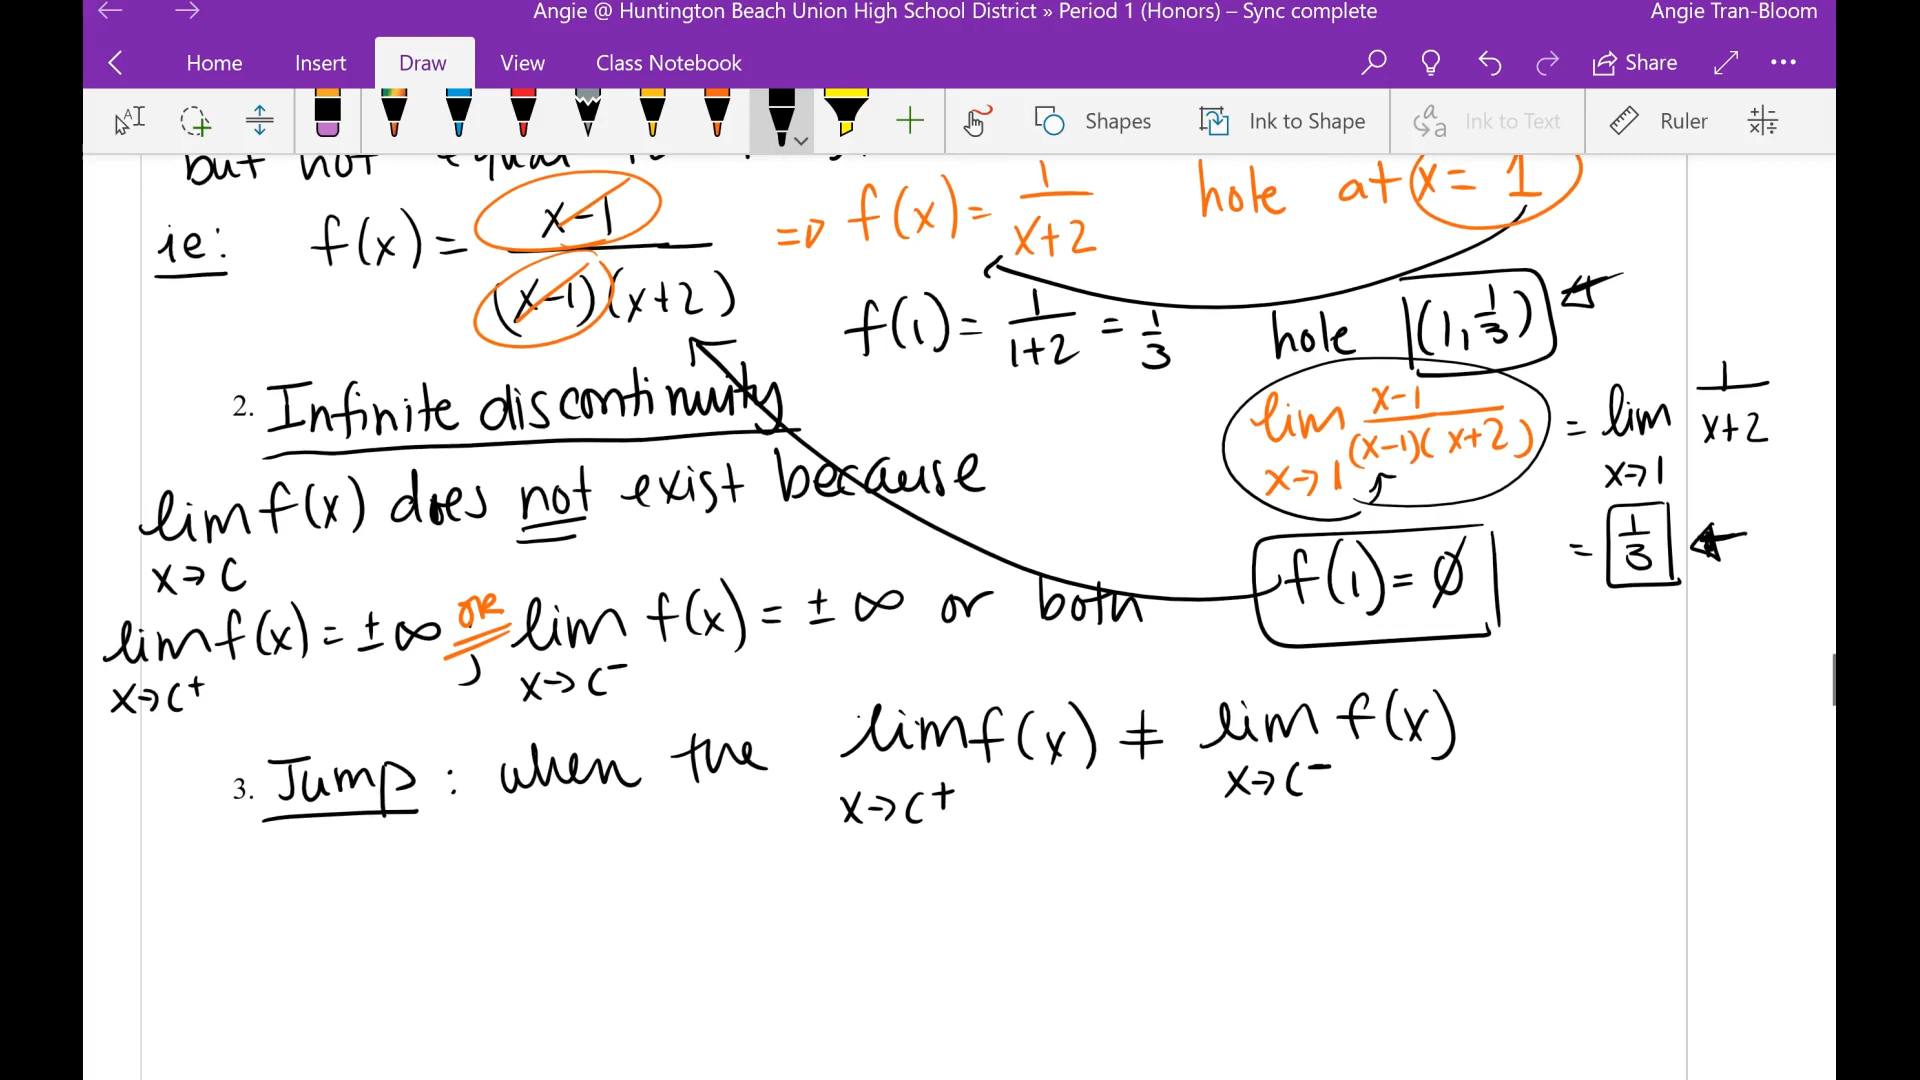 Angie @ Huntington Beach Union High School District » Period 1 (Honors) – Sync complete
Angie Tran-Bloom
Home Insert Draw View Class Notebook Share
Shapes Ink to Shape Ink to Text Ruler
but not equal
hole at x = 1
ie: f(x) = x-1 / (x-1)(x+2) => f(x) = 1/(x+2)
f(1) = 1/(1+2) = 1/3 hole (1, 1/3)
2. Infinite discontinuity
lim x→1 x-1 / (x-1)(x+2) = lim x→1 1/(x+2)
= 1/3
lim x→c f(x) does not exist because
f(1) = Ø
lim x→c⁺ f(x) = ± ∞ or lim x→c⁻ f(x) = ± ∞ or both
3. Jump : when the lim x→c⁺ f(x) ≠ lim x→c⁻ f(x)